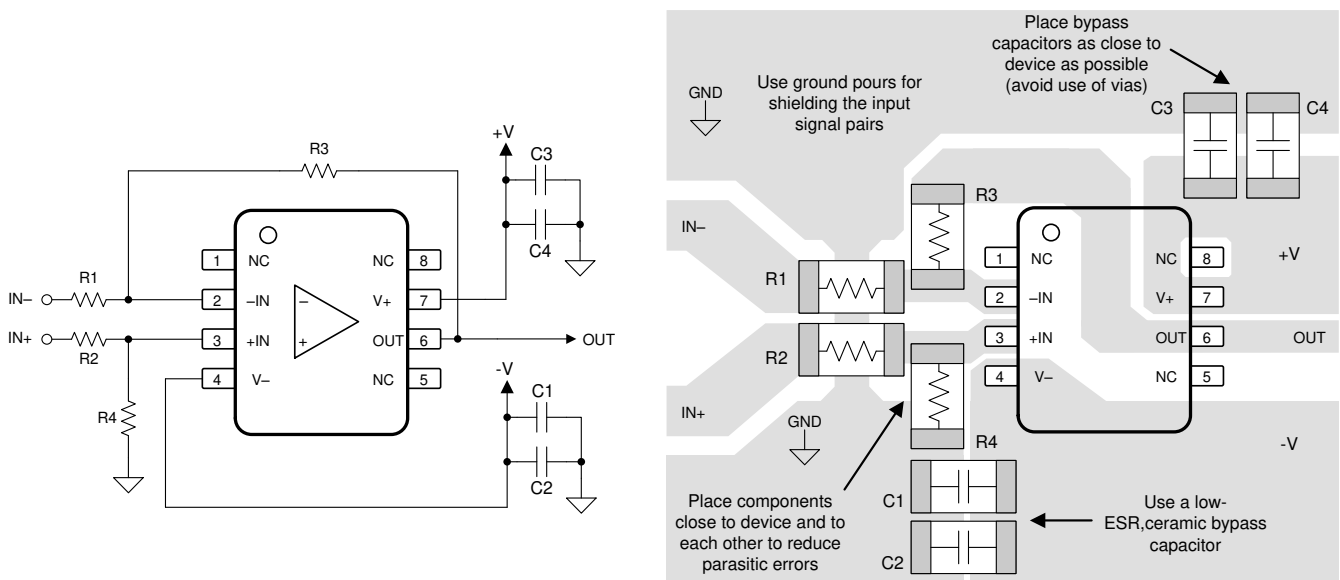 R3
+V
C3
C4
1
NC
NC
8
R1
IN–
2
–IN
–
V+
7
IN+
3
+IN
+
OUT
6
OUT
R2
4
V–
NC
5
-V
R4
C1
C2
Place bypass
capacitors as close to
device as possible
(avoid use of vias)
Use ground pours for
shielding the input
signal pairs
GND
C3
C4
R3
IN–
R1
1
NC
NC
8
+V
2
–IN
V+
7
3
+IN
OUT
6
OUT
R2
4
V–
NC
5
IN+
GND
R4
-V
Place components
close to device and to
each other to reduce
parasitic errors
C1
C2
Use a low-
ESR,ceramic bypass
capacitor